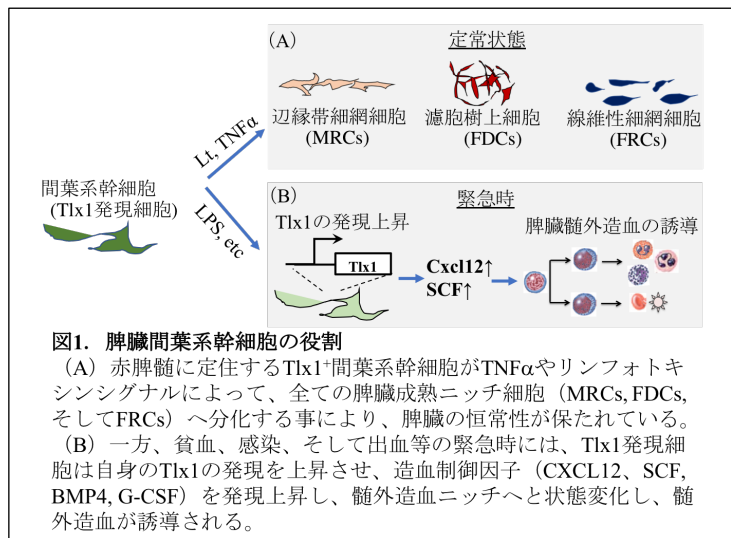 (A)
定常状態
辺縁帯細網細胞
(MRCs)
濾胞樹上細胞
(FDCs)
線維性細網細胞
(FRCs)
Lt, TNFα
間葉系幹細胞
(Tlx1発現細胞)
LPS, etc
(B)
緊急時
Tlx1の発現上昇
Tlx1
Cxcl12↑
SCF↑
脾臓髄外造血の誘導
図1. 脾臓間葉系幹細胞の役割
（A）赤脾髄に定住するTlx1⁺間葉系幹細胞がTNFαやリンフォトキ
シンシグナルによって、全ての脾臓成熟ニッチ細胞（MRCs, FDCs,
そしてFRCs）へ分化する事により、脾臓の恒常性が保たれている。
（B）一方、貧血、感染、そして出血等の緊急時には、Tlx1発現細
胞は自身のTlx1の発現を上昇させ、造血制御因子（CXCL12、SCF,
BMP4, G-CSF）を発現上昇し、髄外造血ニッチへと状態変化し、髄
外造血が誘導される。